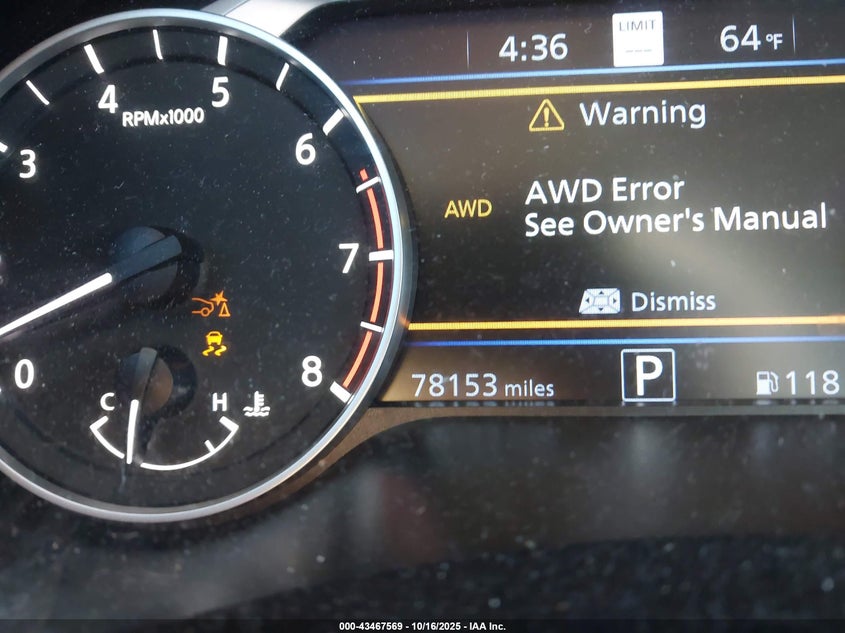 4:36
LIMIT
---
64°F
4
5
RPMx1000
3
6
7
0
8
C
H
Warning
AWD
AWD Error
See Owner's Manual
Dismiss
78153 miles
P
118
000-43467569 - 10/16/2025 - IAA Inc.